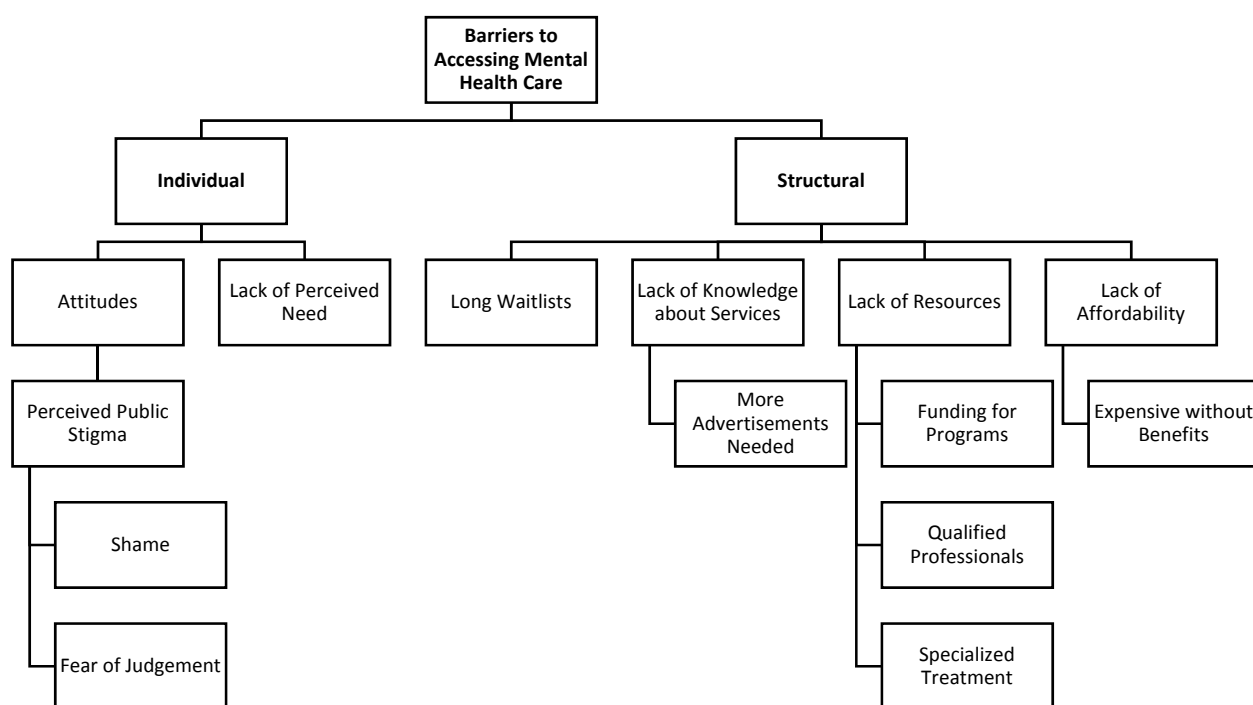 Barriers to
Accessing Mental
Health Care
Individual
Structural
Attitudes
Lack of Perceived
Need
Long Waitlists
Lack of Knowledge
about Services
Lack of Resources
Lack of
Affordability
Perceived Public
Stigma
More
Advertisements
Needed
Funding for
Programs
Expensive without
Benefits
Shame
Qualified
Professionals
Fear of Judgement
Specialized
Treatment